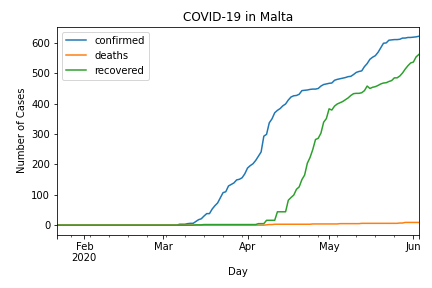 COVID-19 in Malta
confirmed
deaths
recovered
Number of Cases
600
500
400
300
200
100
0
Feb
2020
Mar
Apr
May
Jun
Day